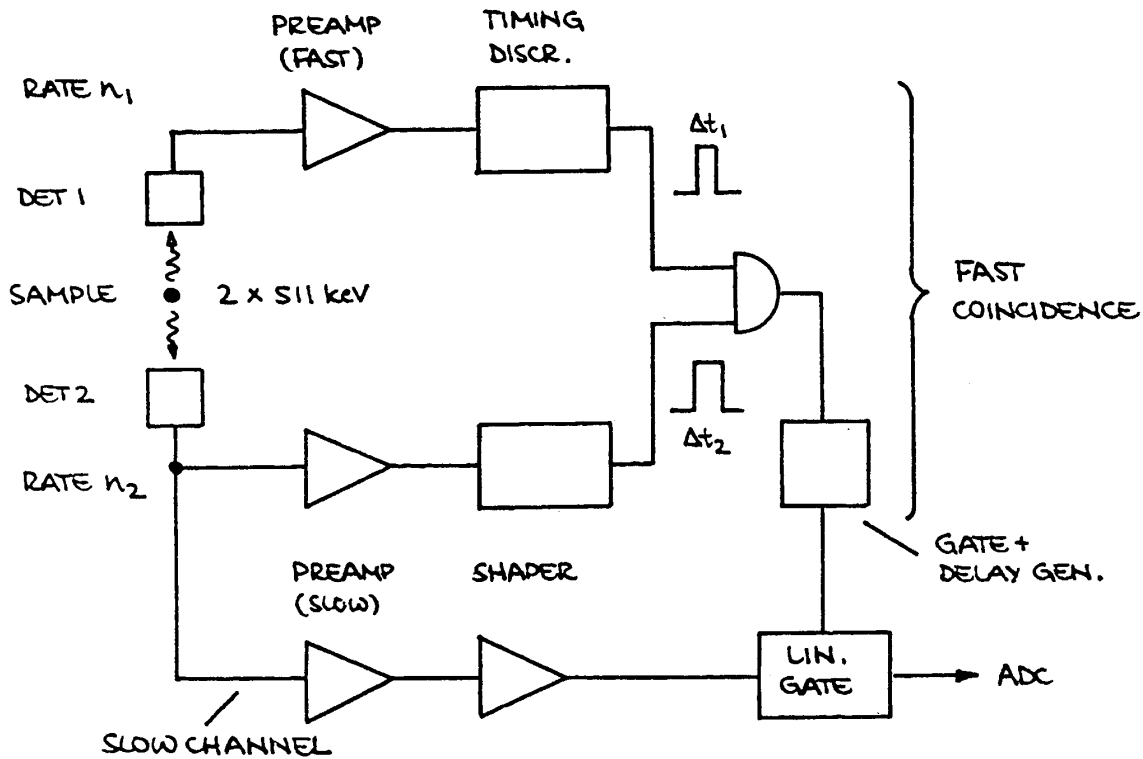 PREAMP
(FAST)
TIMING
DISCR.
RATE n₁
Δt₁
DET 1
SAMPLE
2 x 511 keV
FAST
COINCIDENCE
DET 2
Δt₂
RATE n₂
GATE +
DELAY GEN.
PREAMP
(SLOW)
SHAPER
LIN.
GATE
ADC
SLOW CHANNEL